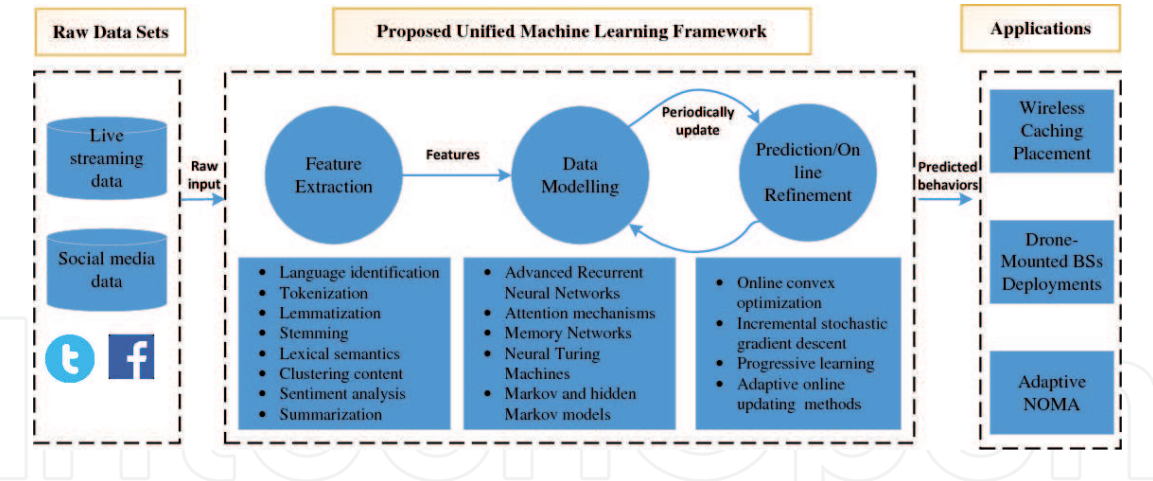 Raw Data Sets
Proposed Unified Machine Learning Framework
Applications
Live
streaming
data
Social media
data
Raw
input
Feature
Extraction
Features
Data
Modelling
Periodically
update
Prediction/On
line
Refinement
Predicted
behaviors
• Language identification
• Tokenization
• Lemmatization
• Stemming
• Lexical semantics
• Clustering content
• Sentiment analysis
• Summarization
• Advanced Recurrent
Neural Networks
• Attention mechanisms
• Memory Networks
• Neural Turing
Machines
• Markov and hidden
Markov models
• Online convex
optimization
• Incremental stochastic
gradient descent
• Progressive learning
• Adaptive online
updating methods
Wireless
Caching
Placement
Drone-
Mounted BSs
Deployments
Adaptive
NOMA
t
f